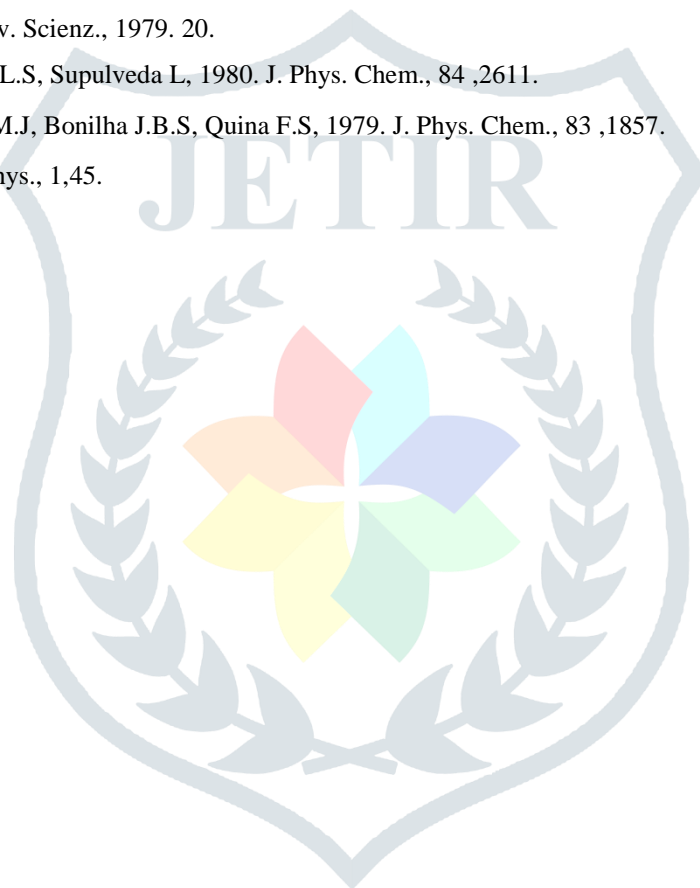 v. Scienz., 1979. 20.
L.S, Supulveda L, 1980. J. Phys. Chem., 84 ,2611.
M.J, Bonilha J.B.S, Quina F.S, 1979. J. Phys. Chem., 83 ,1857.
hys., 1,45.
JETIR